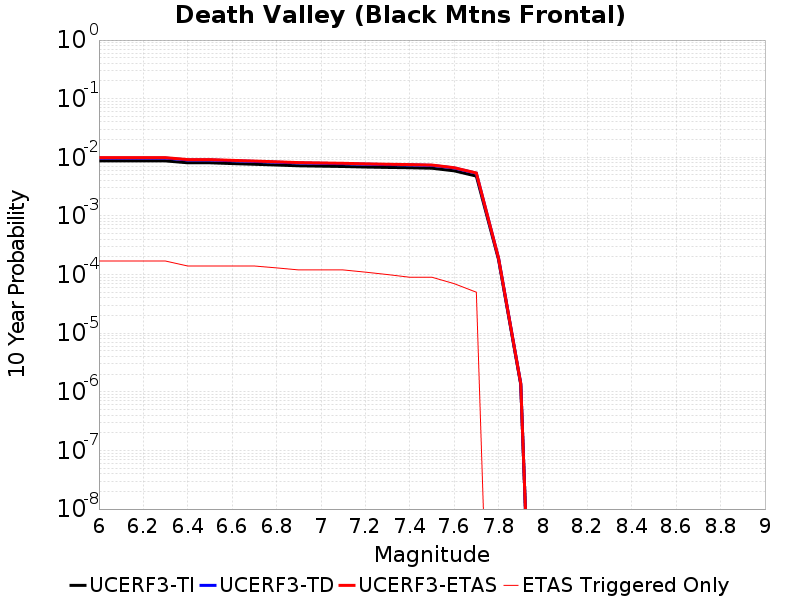 Death Valley (Black Mtns Frontal)
10^0
10^-1
10^-2
10^-3
10^-4
10^-5
10^-6
10^-7
10^-8
10 Year Probability
6 6.2 6.4 6.6 6.8 7 7.2 7.4 7.6 7.8 8 8.2 8.4 8.6 8.8 9
Magnitude
UCERF3-TI UCERF3-TD UCERF3-ETAS ETAS Triggered Only